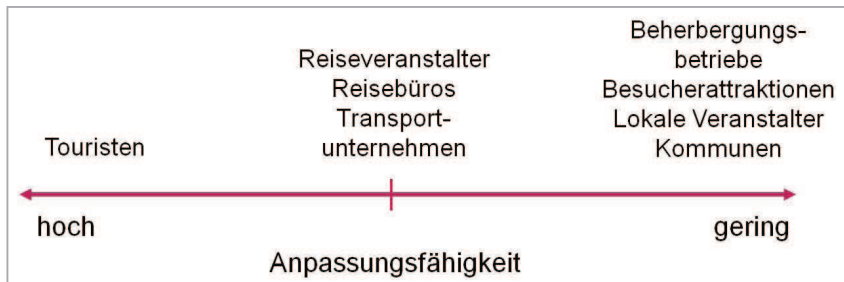 Touristen
Reiseveranstalter
Reisebüros
Transport-
unternehmen
Beherbergungs-
betriebe
Besucherattraktionen
Lokale Veranstalter
Kommunen
hoch
gering
Anpassungsfähigkeit